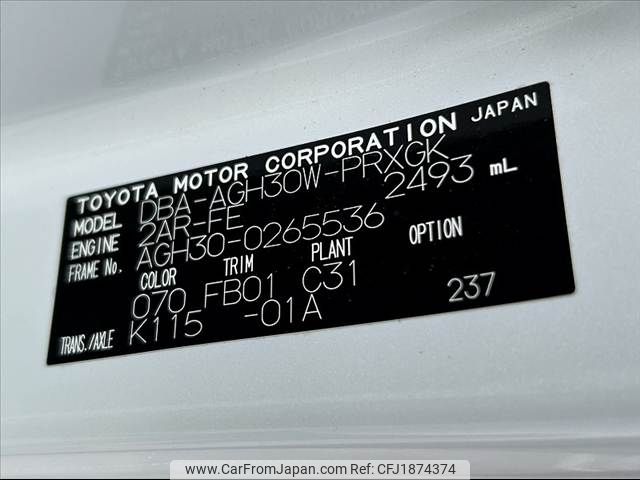 TOYOTA MOTOR CORPORATION JAPAN
MODEL DBA-AGH30W-PRXGK
ENGINE 2AR-FE 2493 mL
FRAME No. AGH30-0265536
COLOR TRIM PLANT OPTION
070 FB01 C31
TRANS./AXLE K115 -01A 237
www.CarFromJapan.com CFJ1874374